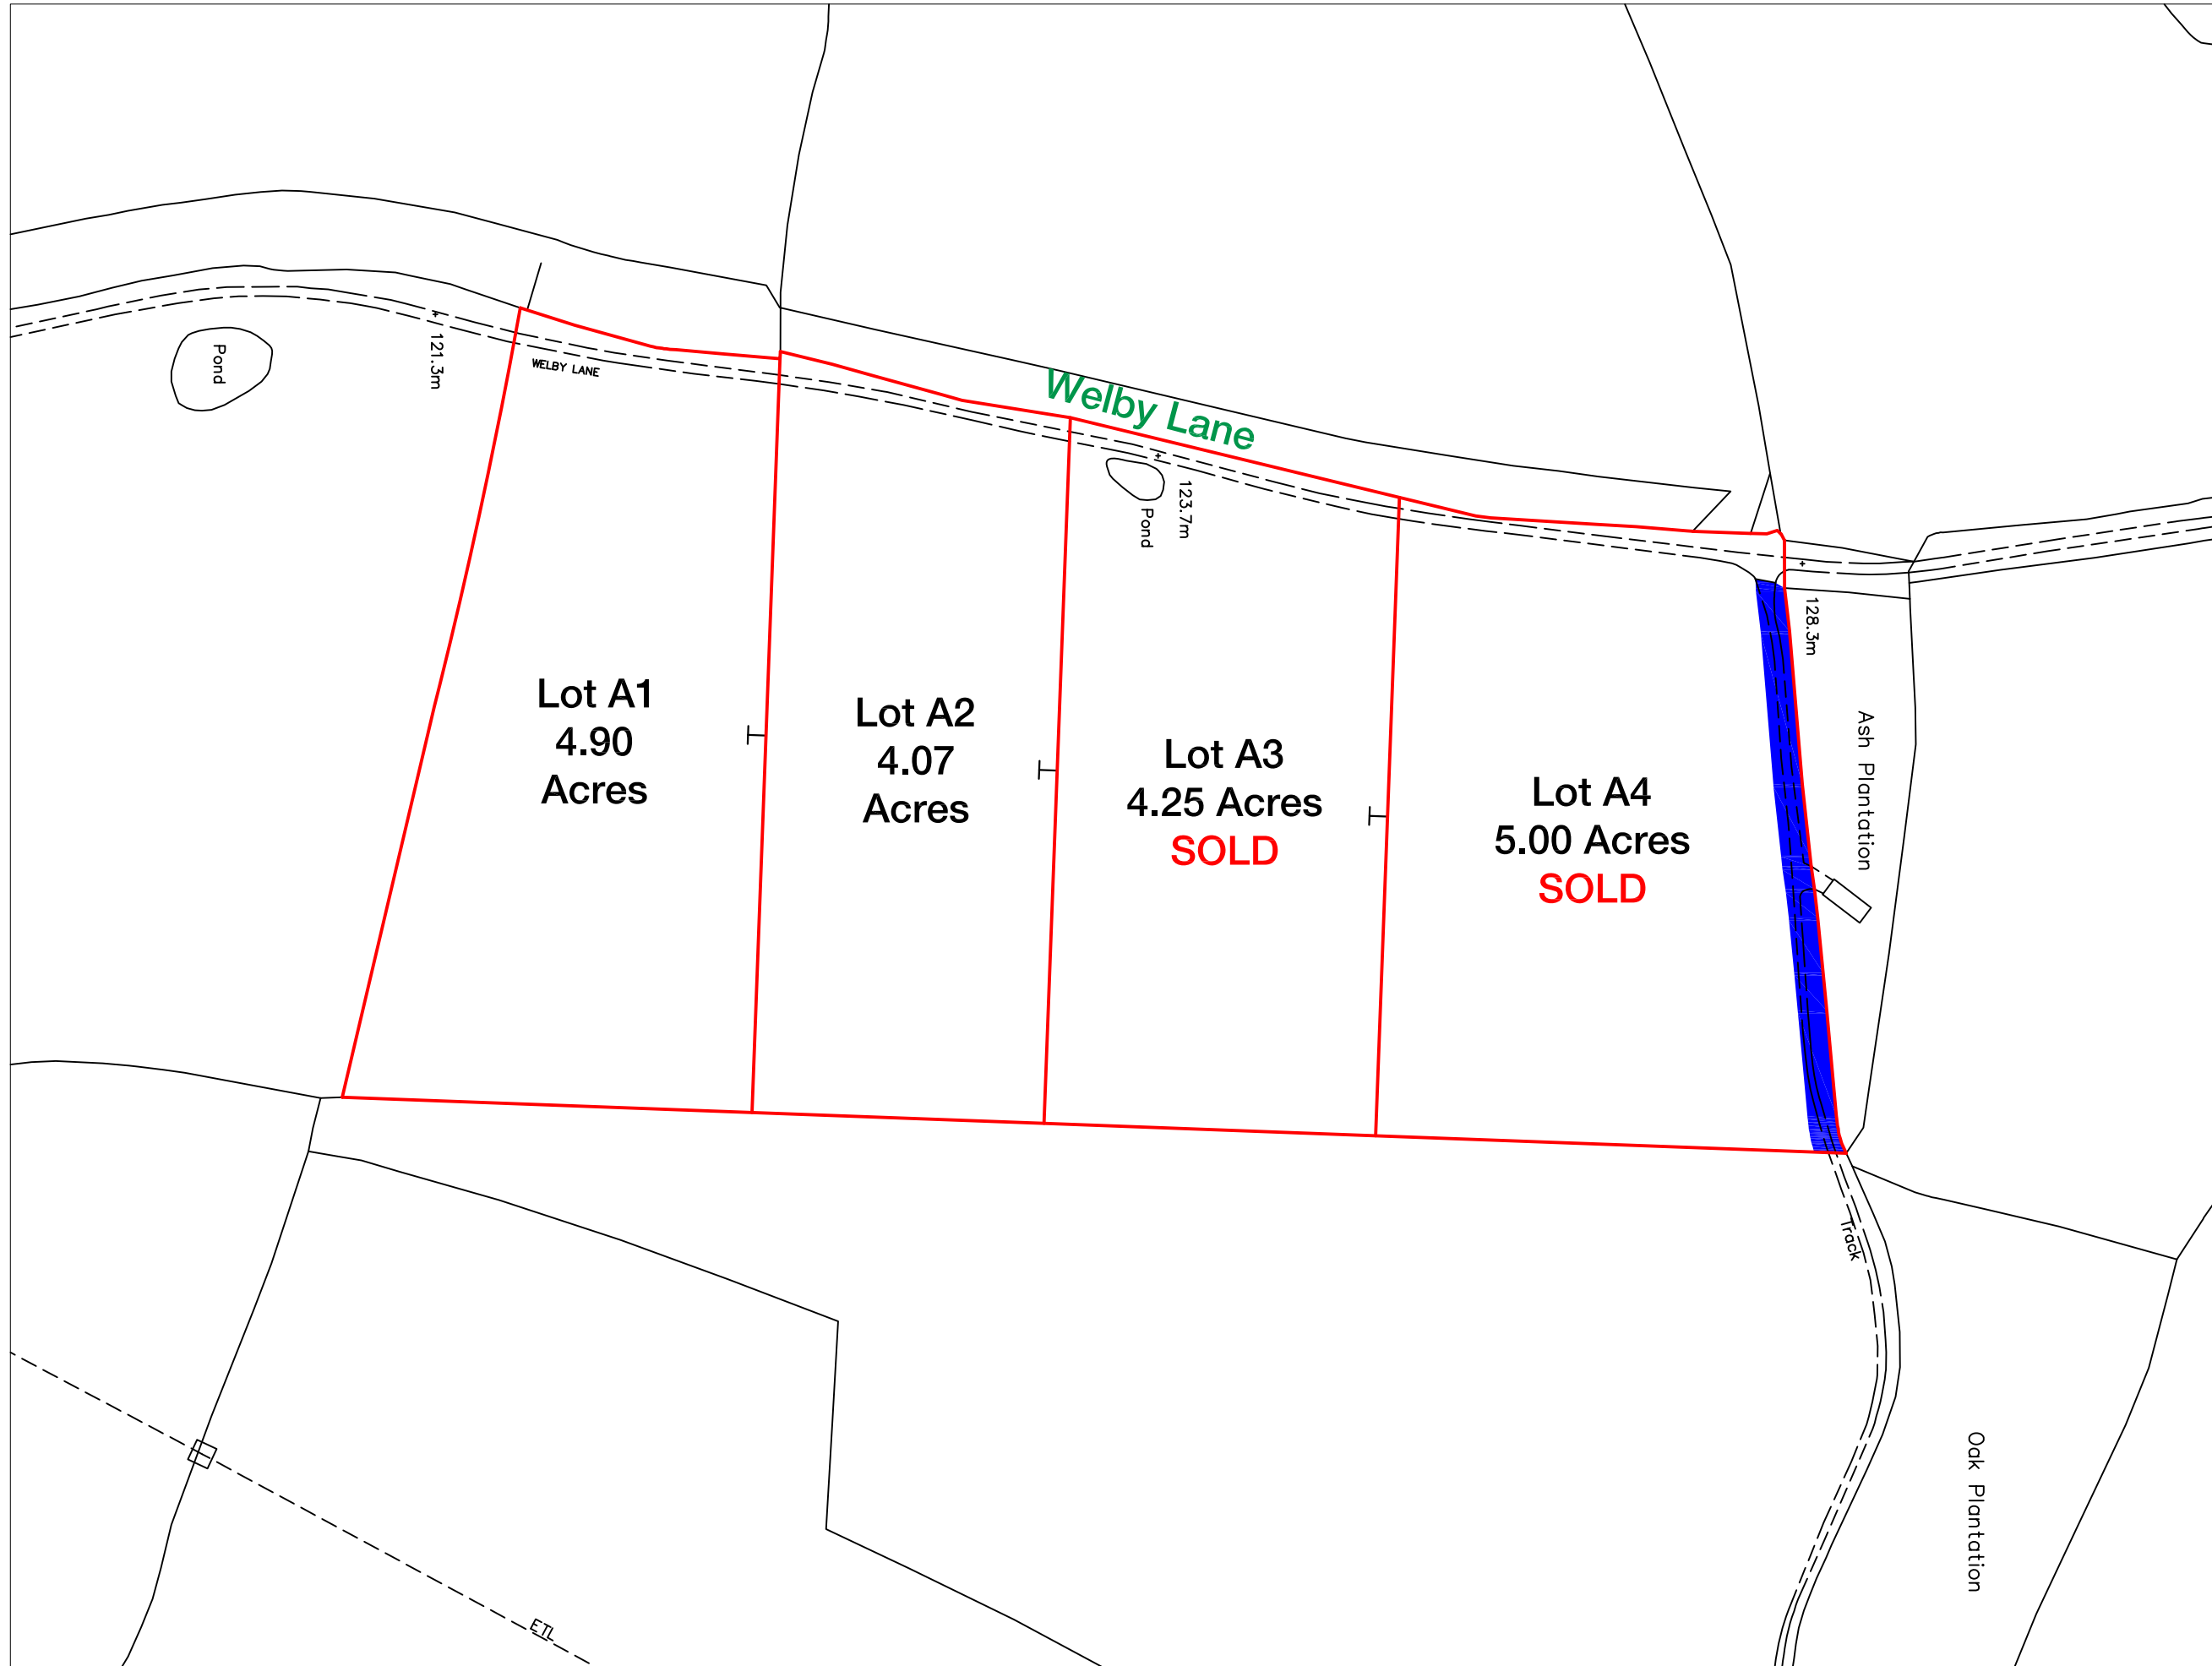 Pond
121.3m
WELBY LANE
Welby Lane
123.7m
Pond
128.3m
Ash Plantation
Lot A1
4.90
Acres
Lot A2
4.07
Acres
Lot A3
4.25 Acres
SOLD
Lot A4
5.00 Acres
SOLD
Track
Oak Plantation
ETL